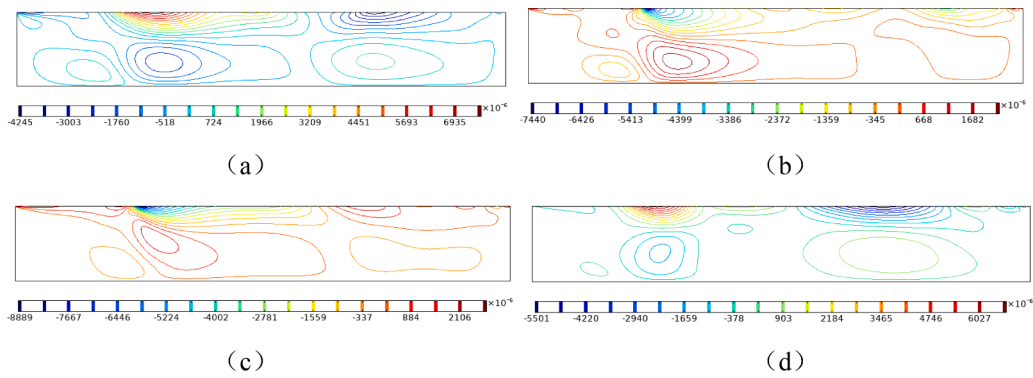 ×10⁻⁶
-4245 -3003 -1760 -518 724 1966 3209 4451 5693 6935
(a)
×10⁻⁶
-7440 -6426 -5413 -4399 -3386 -2372 -1359 -345 668 1682
(b)
×10⁻⁶
-8889 -7667 -6446 -5224 -4002 -2781 -1559 -337 884 2106
(c)
×10⁻⁶
-5501 -4220 -2940 -1659 -378 903 2184 3465 4746 6027
(d)